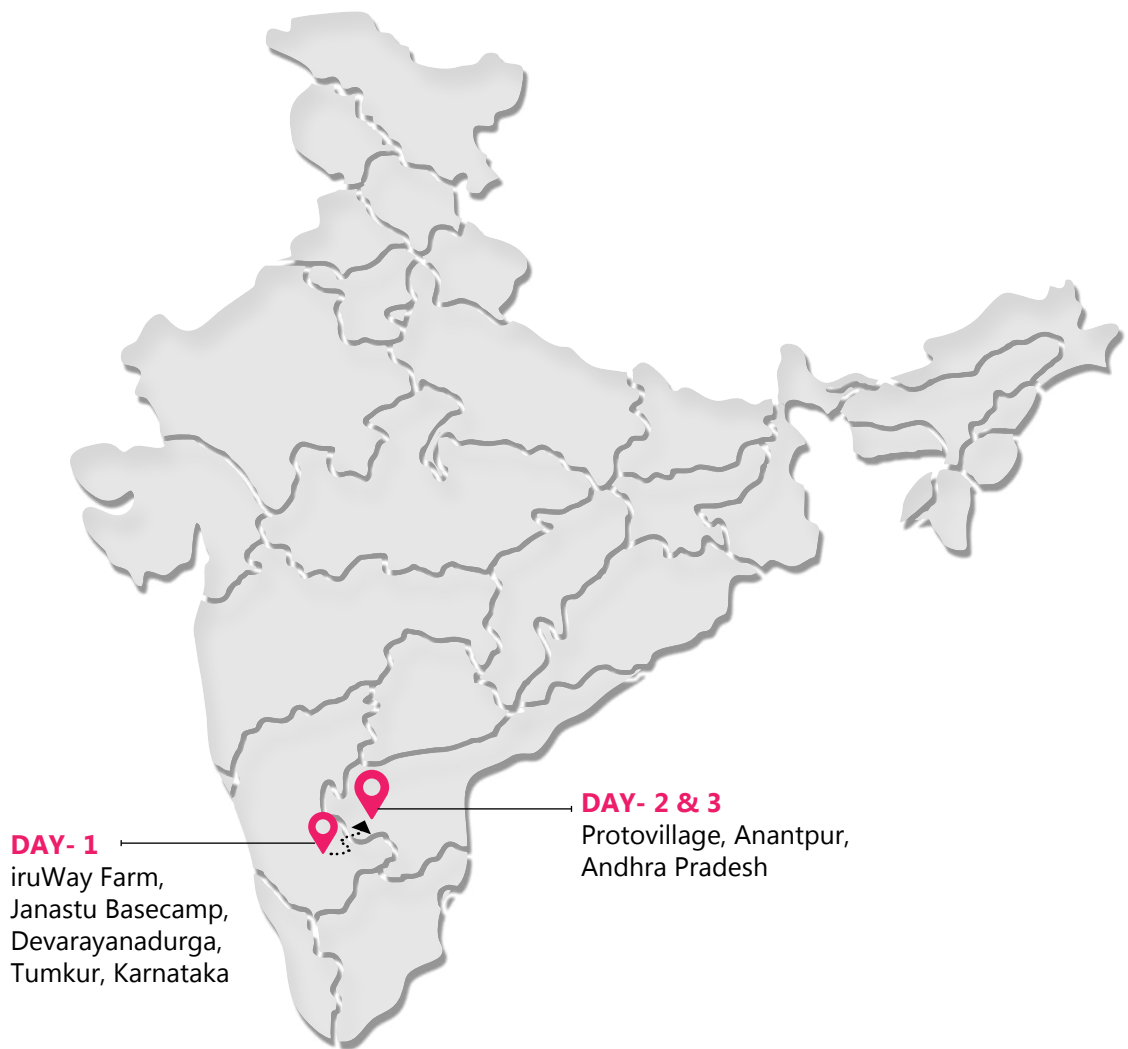 DAY- 1
iruWay Farm,
Janastu Basecamp,
Devarayanadurga,
Tumkur, Karnataka
DAY- 2 & 3
Protovillage, Anantpur,
Andhra Pradesh